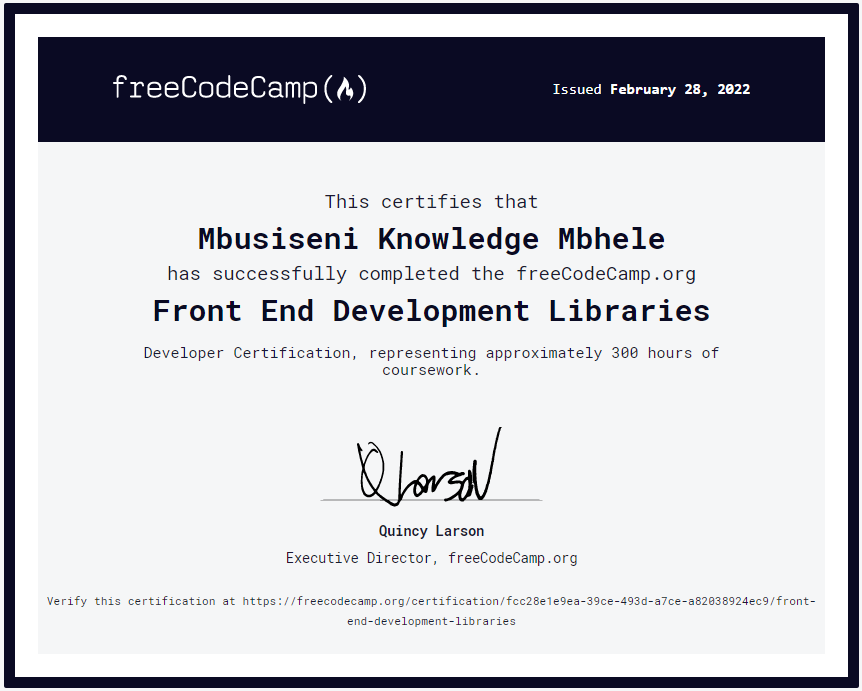 freeCodeCamp(🔥)
Issued February 28, 2022
This certifies that
Mbusiseni Knowledge Mbhele
has successfully completed the freeCodeCamp.org
Front End Development Libraries
Developer Certification, representing approximately 300 hours of
coursework.
Q Larson
Quincy Larson
Executive Director, freeCodeCamp.org
Verify this certification at https://freecodecamp.org/certification/fcc28e1e9ea-39ce-493d-a7ce-a82038924ec9/front-
end-development-libraries